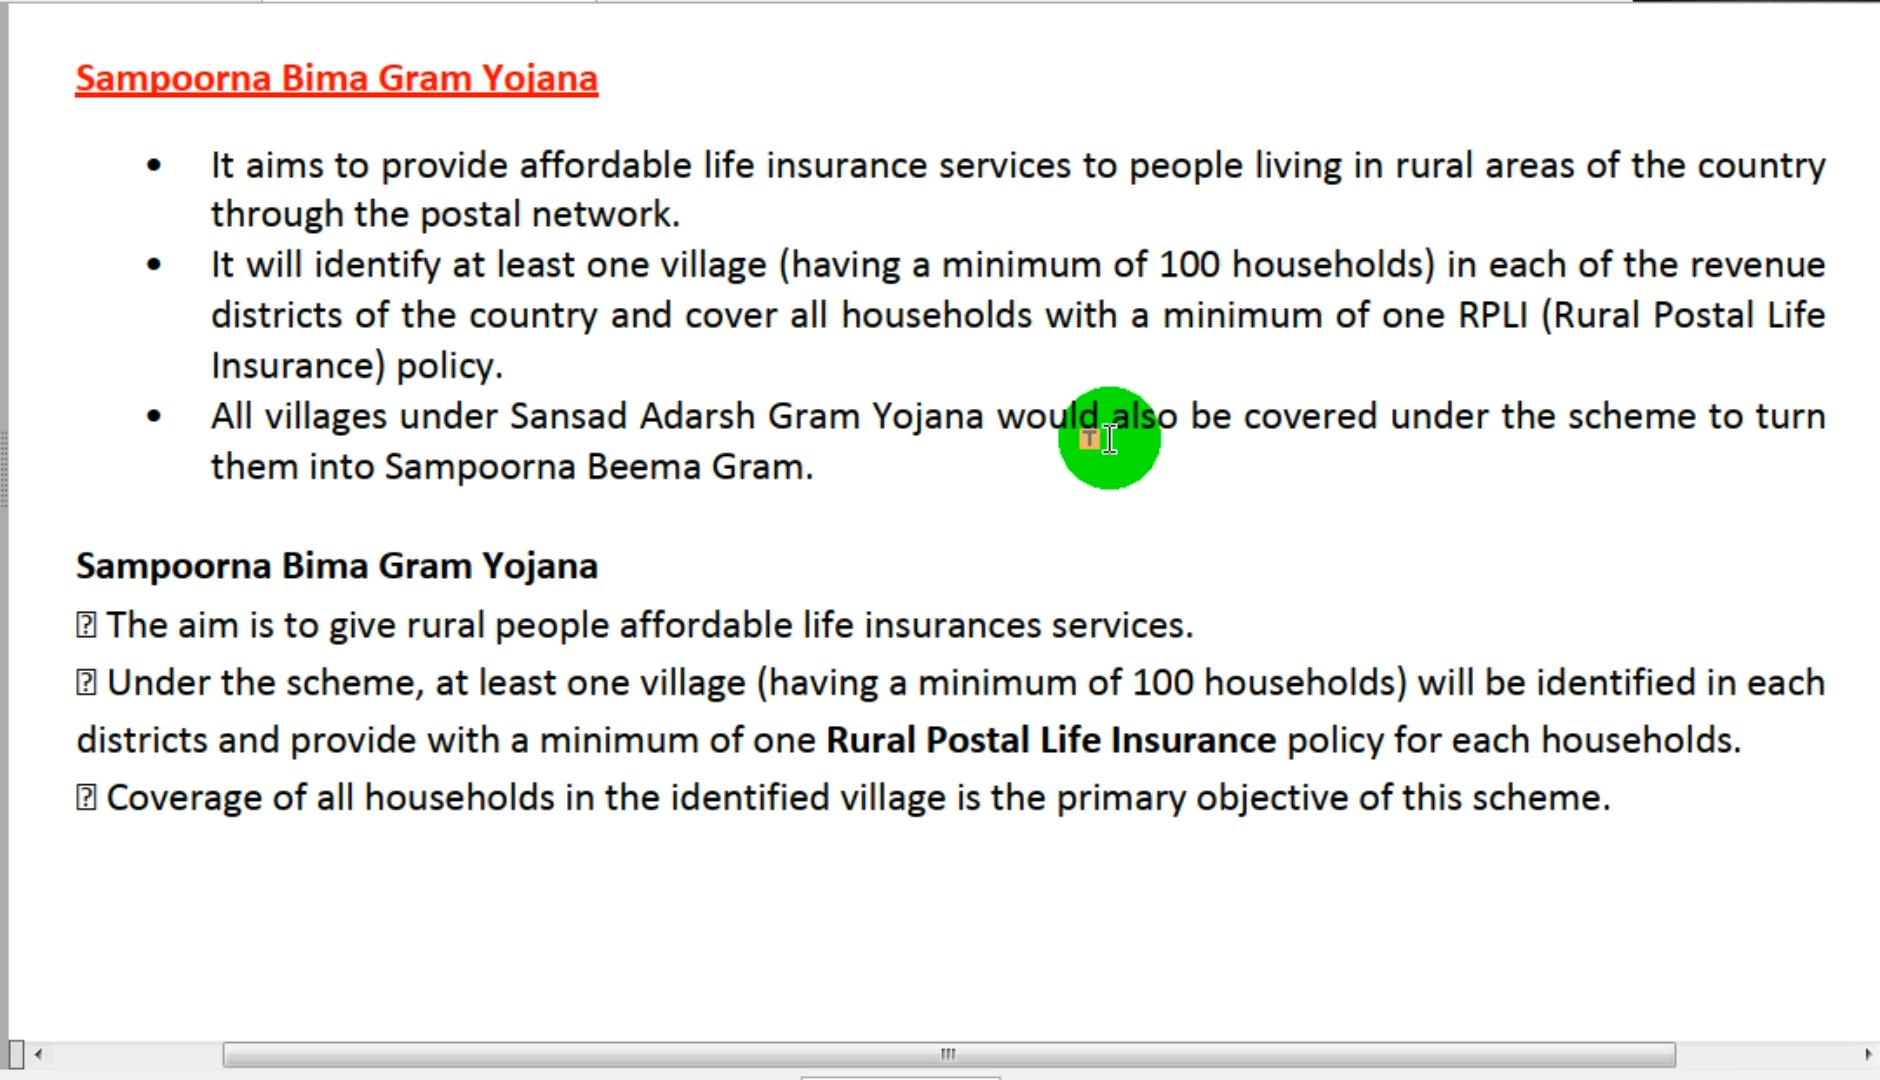 Sampoorna Bima Gram Yojana
• It aims to provide affordable life insurance services to people living in rural areas of the country
through the postal network.
• It will identify at least one village (having a minimum of 100 households) in each of the revenue
districts of the country and cover all households with a minimum of one RPLI (Rural Postal Life
Insurance) policy.
• All villages under Sansad Adarsh Gram Yojana would also be covered under the scheme to turn
them into Sampoorna Beema Gram.
Sampoorna Bima Gram Yojana
The aim is to give rural people affordable life insurances services.
Under the scheme, at least one village (having a minimum of 100 households) will be identified in each
districts and provide with a minimum of one Rural Postal Life Insurance policy for each households.
Coverage of all households in the identified village is the primary objective of this scheme.